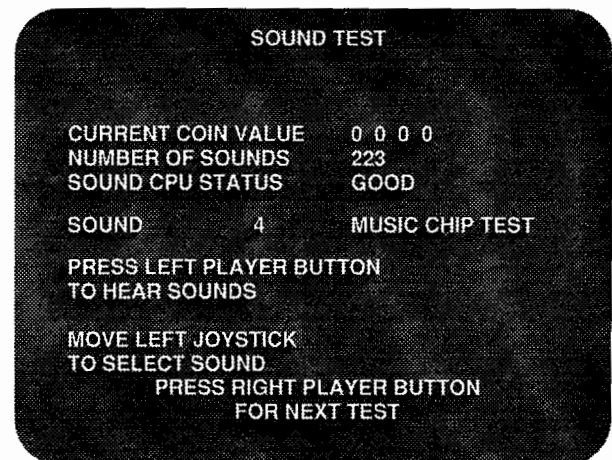 SOUND TEST
CURRENT COIN VALUE 0 0 0 0
NUMBER OF SOUNDS 223
SOUND CPU STATUS GOOD
SOUND 4 MUSIC CHIP TEST
PRESS LEFT PLAYER BUTTON
TO HEAR SOUNDS
MOVE LEFT JOYSTICK
TO SELECT SOUND
PRESS RIGHT PLAYER BUTTON
FOR NEXT TEST